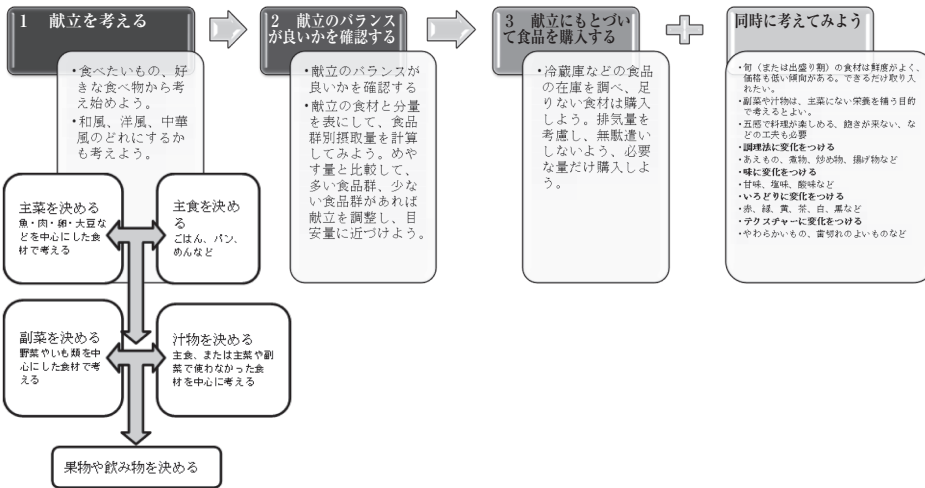 1　献立を考える
・食べたいもの、好
きな食べ物から考
え始めよう。
・和風、洋風、中華
風のどれにするか
も考えよう。
主菜を決める
魚・肉・卵・大豆な
どを中心にした食
材で考える
主食を決め
る
ごはん、パン、
めんなど
副菜を決める
野菜やいも類を中
心にした食材で考
える
汁物を決める
主食、または主菜や副
菜で使わなかった食
材を中心に考える
果物や飲み物を決める
2　献立のバランス
が良いかを確認する
・献立のバランスが
良いかを確認する
・献立の食材と分量
を表にして、食品
群別摂取量を計算
してみよう。めや
す量と比較して、
多い食品群、少な
い食品群があれば
献立を調整し、目
安量に近づけよう。
3　献立にもとづい
て食品を購入する
・冷蔵庫などの食品
の在庫を調べ、足
りない食材は購入
しよう。排気量を
考慮し、無駄遣い
しないよう、必要
な量だけ購入しよ
う。
同時に考えてみよう
・旬（または出盛り期）の食材は鮮度がよく、
価格も低い傾向がある。できるだけ取り入
れたい。
・副菜や汁物は、主菜にない栄養を補う目的
で考えるとよい。
・五感で料理が楽しめる、飽きが来ない、な
どの工夫も必要
・調理法に変化をつける
・あえもの、煮物、炒め物、揚げ物など
・味に変化をつける
・甘味、塩味、酸味など
・いろどりに変化をつける
・赤、緑、黄、茶、白、黒など
・テクスチャーに変化をつける
・やわらかいもの、歯切れのよいものなど